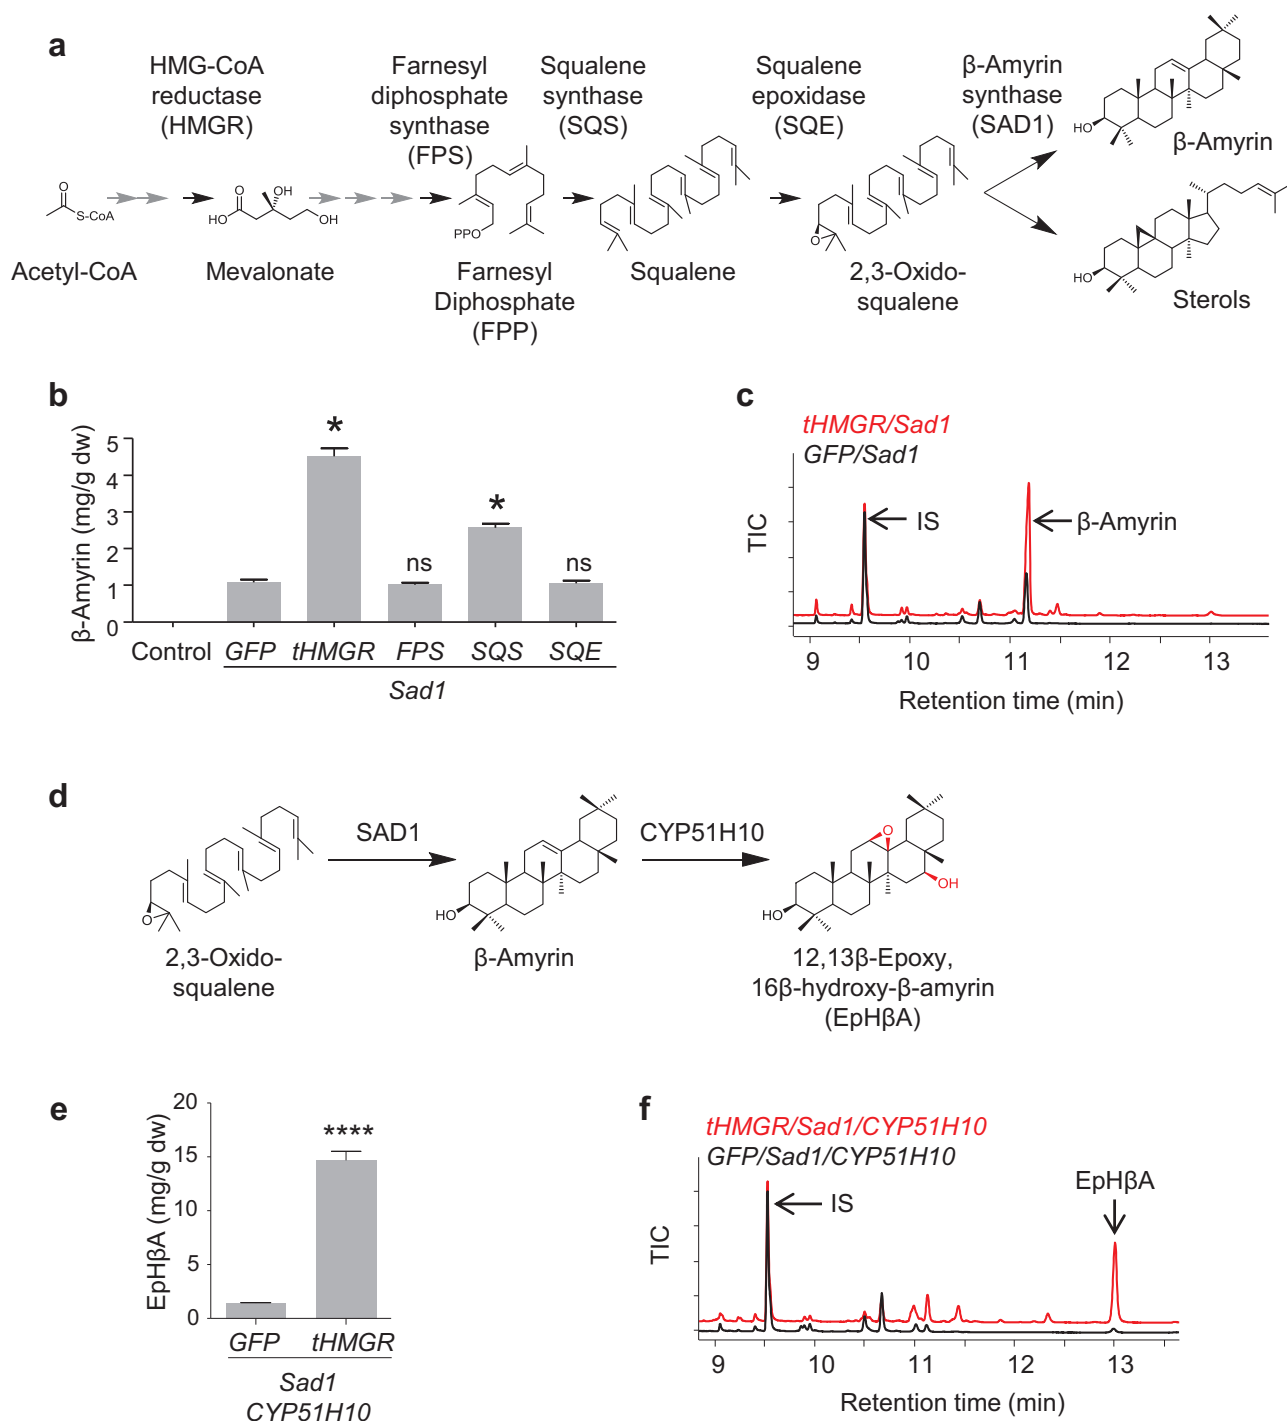 a
HMG-CoA
reductase
(HMGR)
Farnesyl
diphosphate
synthase
(FPS)
Squalene
synthase
(SQS)
Squalene
epoxidase
(SQE)
β-Amyrin
synthase
(SAD1)
HO
β-Amyrin
O
S-CoA
O
HO
OH
OH
PPO
O
HO
Acetyl-CoA
Mevalonate
Farnesyl
Diphosphate
(FPP)
Squalene
2,3-Oxido-
squalene
Sterols
b
β-Amyrin (mg/g dw)
5
4
3
2
1
0
*
ns
*
ns
Control GFP tHMGR FPS SQS SQE
Sad1
c
tHMGR/Sad1
GFP/Sad1
IS
β-Amyrin
TIC
9 10 11 12 13
Retention time (min)
d
SAD1
CYP51H10
O
HO
O
OH
HO
2,3-Oxido-
squalene
β-Amyrin
12,13β-Epoxy,
16β-hydroxy-β-amyrin
(EpHβA)
e
EpHβA (mg/g dw)
20
15
10
5
0
****
GFP tHMGR
Sad1
CYP51H10
f
tHMGR/Sad1/CYP51H10
GFP/Sad1/CYP51H10
IS
EpHβA
TIC
9 10 11 12 13
Retention time (min)